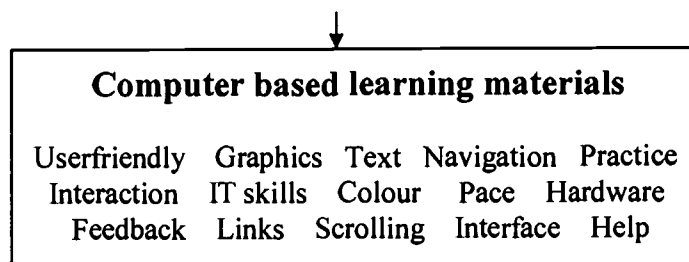 Computer based learning materials
Userfriendly Graphics Text Navigation Practice
Interaction IT skills Colour Pace Hardware
Feedback Links Scrolling Interface Help